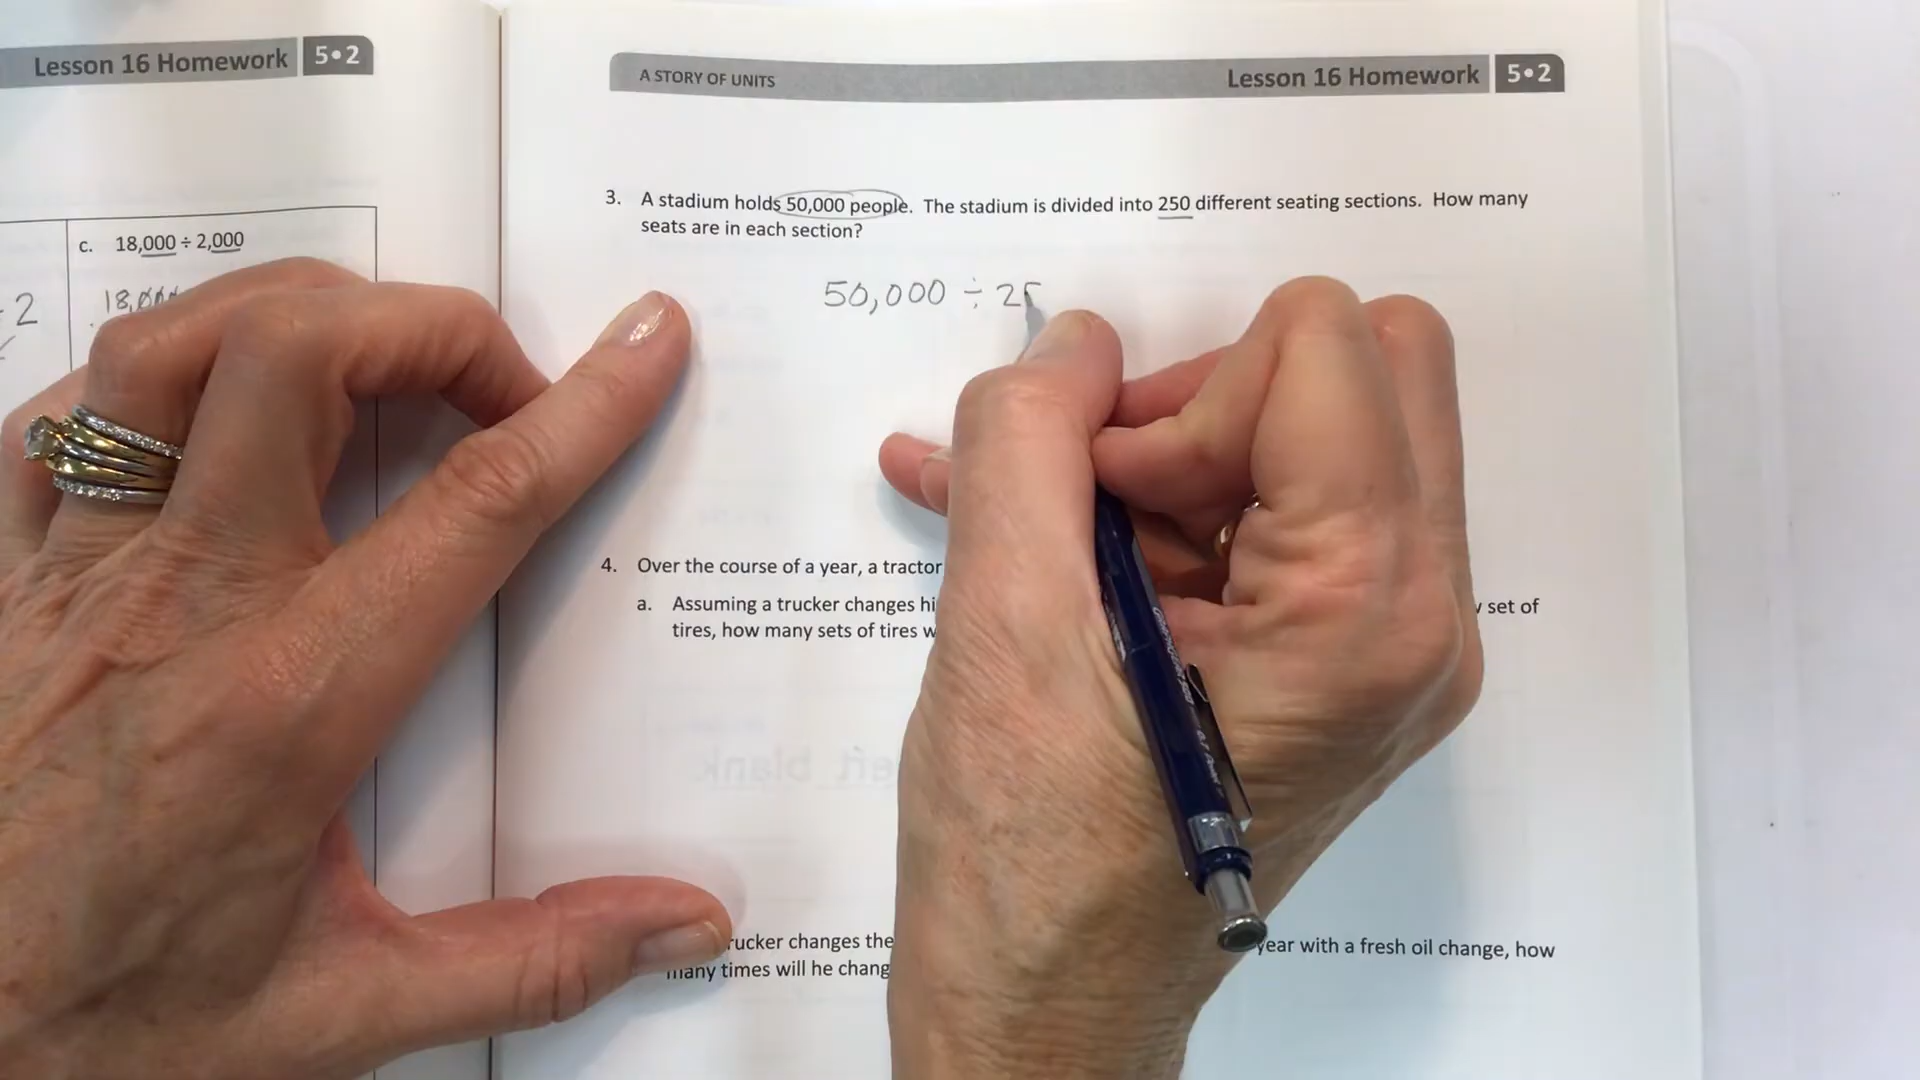 Lesson 16 Homework 5•2
c. 18,000 ÷ 2,000
18,000
2
A STORY OF UNITS Lesson 16 Homework 5•2
3. A stadium holds 50,000 people. The stadium is divided into 250 different seating sections. How many
seats are in each section?
50,000 ÷ 25
4. Over the course of a year, a tractor
a. Assuming a trucker changes hi set of
tires, how many sets of tires w
rucker changes the year with a fresh oil change, how
many times will he chang